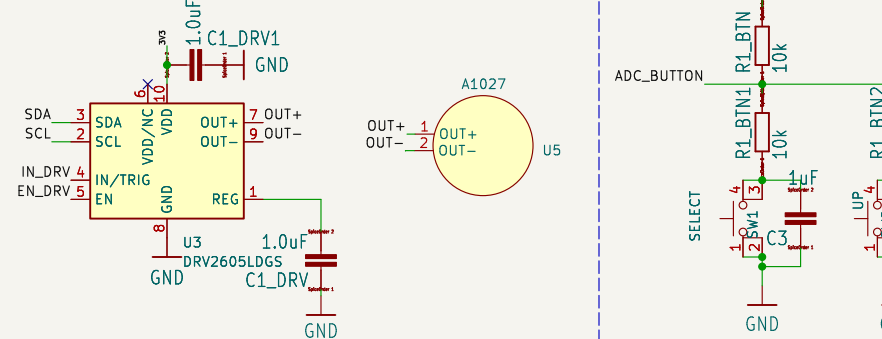 1.0uF
3V3
C1_DRV1
GND
6
10
SDA
3
SDA
VDD/NC
VDD
OUT+
7
OUT+
SCL
2
SCL
OUT-
9
OUT-
IN_DRV
4
IN/TRIG
EN_DRV
5
EN
GND
REG
1
8
U3
DRV2605LDGS
GND
1.0uF
C1_DRV
GND
A1027
OUT+
1
OUT+
OUT-
2
OUT-
U5
R1_BTN
10k
ADC_BUTTON
R1_BTN1
10k
R1_BTN2
4
3
1uF
SELECT
SW1
C3
1
2
GND
UP
4
1